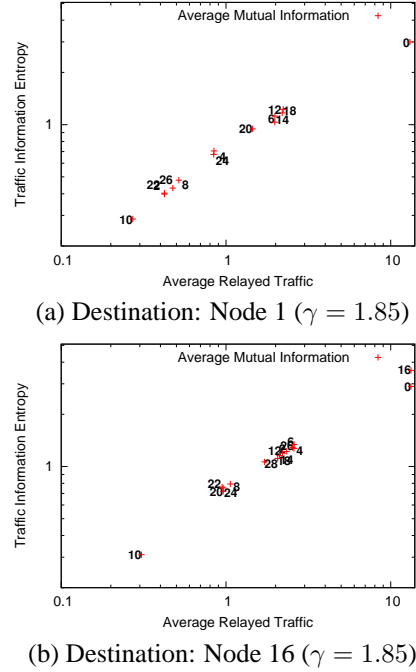 Average Mutual Information
0
12
18
6
14
20
4
24
26
22
8
10
1
Traffic Information Entropy
0.1 1 10
Average Relayed Traffic
(a) Destination: Node 1 (γ = 1.85)
Average Mutual Information
16
0
6
12
4
28
14
18
22
8
20
24
10
1
Traffic Information Entropy
0.1 1 10
Average Relayed Traffic
(b) Destination: Node 16 (γ = 1.85)